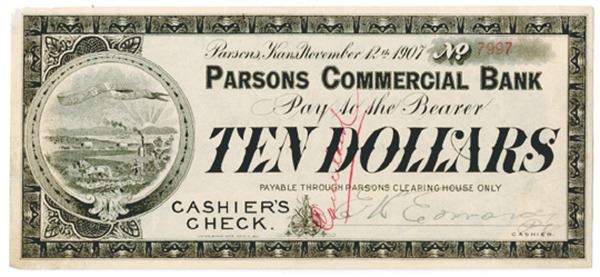 Parsons, Kans, November 12th 1907 No 7997
PARSONS COMMERCIAL BANK
Pay to the Bearer
TEN DOLLARS
PAYABLE THROUGH PARSONS CLEARING HOUSE ONLY
CASHIER'S
CHECK.
CASHIER.